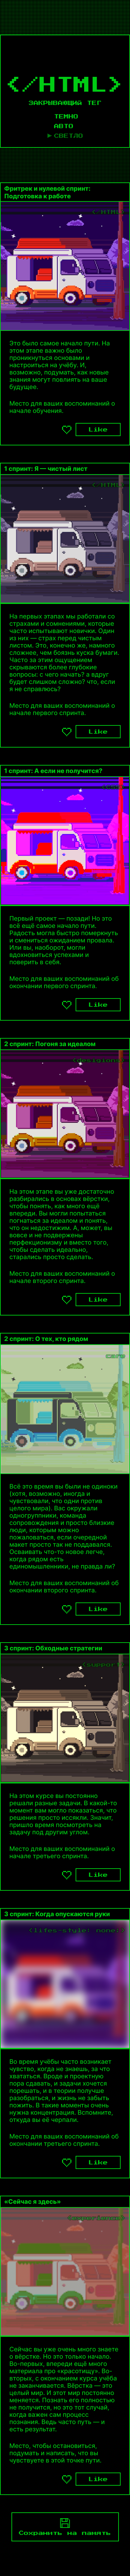 </HTML>
ЗАКРЫВАЮЩИЙ ТЕГ
ТЕМНО
АВТО
▶ СВЕТЛО
Фритрек и нулевой спринт:
Подготовка к работе
Это было самое начало пути. На
этом этапе важно было
проникнуться основами и
настроиться на учёбу. И,
возможно, подумать, как новые
знания могут повлиять на ваше
будущее.
Место для ваших воспоминаний о
начале обучения.
Like
1 спринт: Я — чистый лист
На первых этапах мы работали со
страхами и сомнениями, которые
часто испытывают новички. Один
из них — страх перед чистым
листом. Это, конечно же, намного
сложнее, чем боязнь куска бумаги.
Часто за этим ощущением
скрываются более глубокие
вопросы: с чего начать? а вдруг
будет слишком сложно? что, если
я не справлюсь?
Место для ваших воспоминаний о
начале первого спринта.
Like
1 спринт: А если не получится?
Первый проект — позади! Но это
всё ещё самое начало пути.
Радость могла быстро померкнуть
и смениться ожиданием провала.
Или вы, наоборот, могли
вдохновиться успехами и
поверить в себя.
Место для ваших воспоминаний об
окончании первого спринта.
Like
2 спринт: Погоня за идеалом
На этом этапе вы уже достаточно
разбирались в основах вёрстки,
чтобы понять, как много ещё
впереди. Вы могли попытаться
погнаться за идеалом и понять,
что он недостижим. А, может, вы
вовсе и не подвержены
перфекционизму и вместо того,
чтобы сделать идеально,
старались просто сделать.
Место для ваших воспоминаний о
начале второго спринта.
Like
2 спринт: О тех, кто рядом
Всё это время вы были не одиноки
(хотя, возможно, иногда и
чувствовали, что одни против
целого мира). Вас окружали
одногруппники, команда
сопровождения и просто близкие
люди, которым можно
пожаловаться, если очередной
макет просто так не поддавался.
Ведь со всем легче справиться,
когда рядом есть
единомышленники, не правда ли?
Место для ваших воспоминаний об
окончании второго спринта.
Like
3 спринт: Обходные стратегии
На этом курсе вы постоянно
решали разные задачи. В какой-то
момент вам могло показаться, что
решения просто иссякли. Значит,
пришло время посмотреть на
задачу под другим углом.
Место для ваших воспоминаний о
начале третьего спринта.
Like
3 спринт: Когда опускаются руки
Во время учёбы часто возникает
чувство, когда не знаешь, за что
хвататься. Вроде и проектную
пора сдавать, и задачи хочется
порешать, и в теории получше
разобраться, и жизнь не забыть
пожить. В такие моменты очень
нужна концентрация. Вспомните,
откуда вы её черпали.
Место для ваших воспоминаний об
окончании третьего спринта.
Like
«Сейчас я здесь»
Сейчас вы уже очень много знаете
о вёрстке. Но это только начало.
Во-первых, впереди ещё много
материала про «красотищу». Во-
вторых, с окончанием курса учёба
не заканчивается. Вёрстка — это
целый мир. И этот мир постоянно
меняется. Познать его полностью
не получится, но это тот случай,
когда важен сам процесс
познания. Ведь часто путь — и
есть результат.
Место, чтобы остановиться,
подумать и написать, что вы
чувствуете в этой точке пути.
Like
Сохранить на память